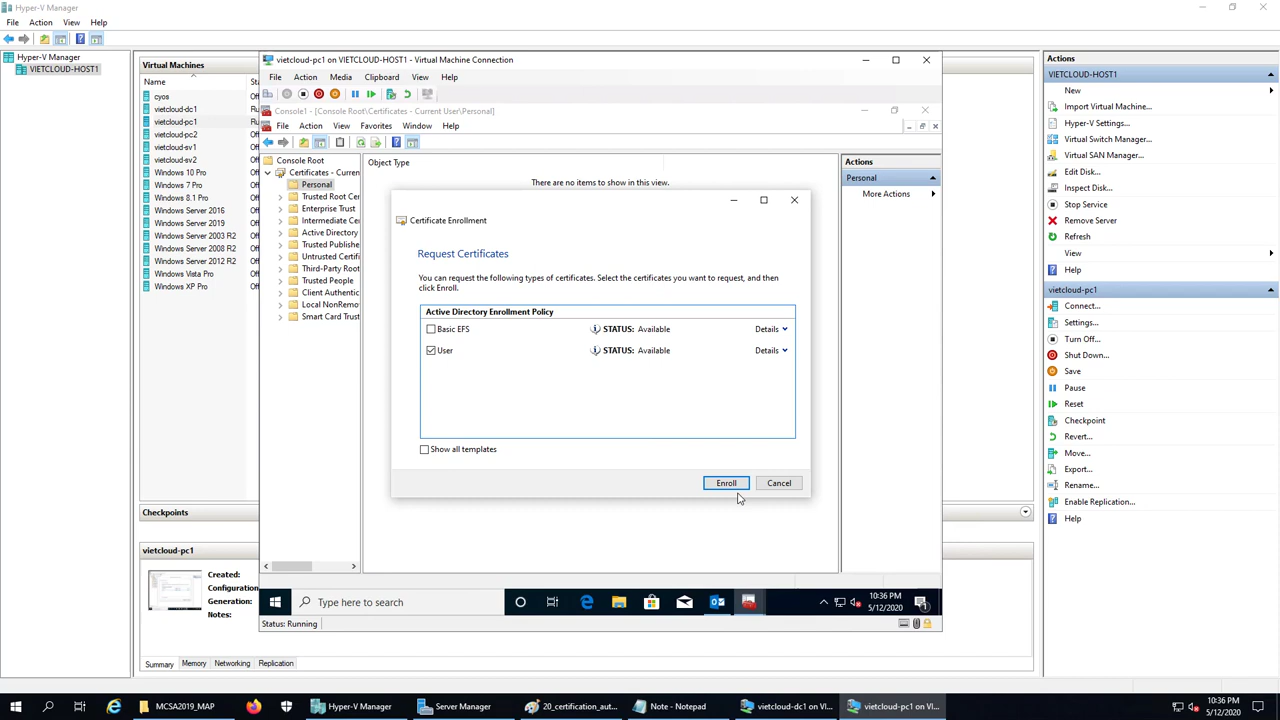 Hyper-V Manager
File Action View Help
Hyper-V Manager
VIETCLOUD-HOST1
Virtual Machines
Name
cyos
vietcloud-dc1
vietcloud-pc1
vietcloud-pc2
vietcloud-sv1
vietcloud-sv2
Windows 10 Pro
Windows 7 Pro
Windows 8.1 Pro
Windows Server 2016
Windows Server 2019
Windows Server 2003 R2
Windows Server 2008 R2
Windows Server 2012 R2
Windows Vista Pro
Windows XP Pro
Checkpoints
vietcloud-pc1
Created:
Configuration
Generation:
Notes:
Summary Memory Networking Replication
vietcloud-pc1 on VIETCLOUD-HOST1 - Virtual Machine Connection
File Action Media Clipboard View Help
Console1 - [Console Root\Certificates - Current User\Personal]
File Action View Favorites Window Help
Console Root
Certificates - Curren
Personal
Trusted Root Cer
Enterprise Trust
Intermediate Cer
Active Directory
Trusted Publishe
Untrusted Certifi
Third-Party Root
Trusted People
Client Authentic
Local NonRemo
Smart Card Trust
Object Type
There are no items to show in this view.
Actions
Personal
More Actions
Certificate Enrollment
Request Certificates
You can request the following types of certificates. Select the certificates you want to request, and then
click Enroll.
Active Directory Enrollment Policy
Basic EFS STATUS: Available Details
User STATUS: Available Details
Show all templates
Enroll Cancel
Type here to search
10:36 PM
5/12/2020
1
Status: Running
Actions
VIETCLOUD-HOST1
New
Import Virtual Machine...
Hyper-V Settings...
Virtual Switch Manager...
Virtual SAN Manager...
Edit Disk...
Inspect Disk...
Stop Service
Remove Server
Refresh
View
Help
vietcloud-pc1
Connect...
Settings...
Turn Off...
Shut Down...
Save
Pause
Reset
Checkpoint
Revert...
Move...
Export...
Rename...
Enable Replication...
Help
MCSA2019_MAP Hyper-V Manager Server Manager 20_certification_aut... Note - Notepad vietcloud-dc1 on VI... vietcloud-pc1 on VI...
10:36 PM
5/12/2020